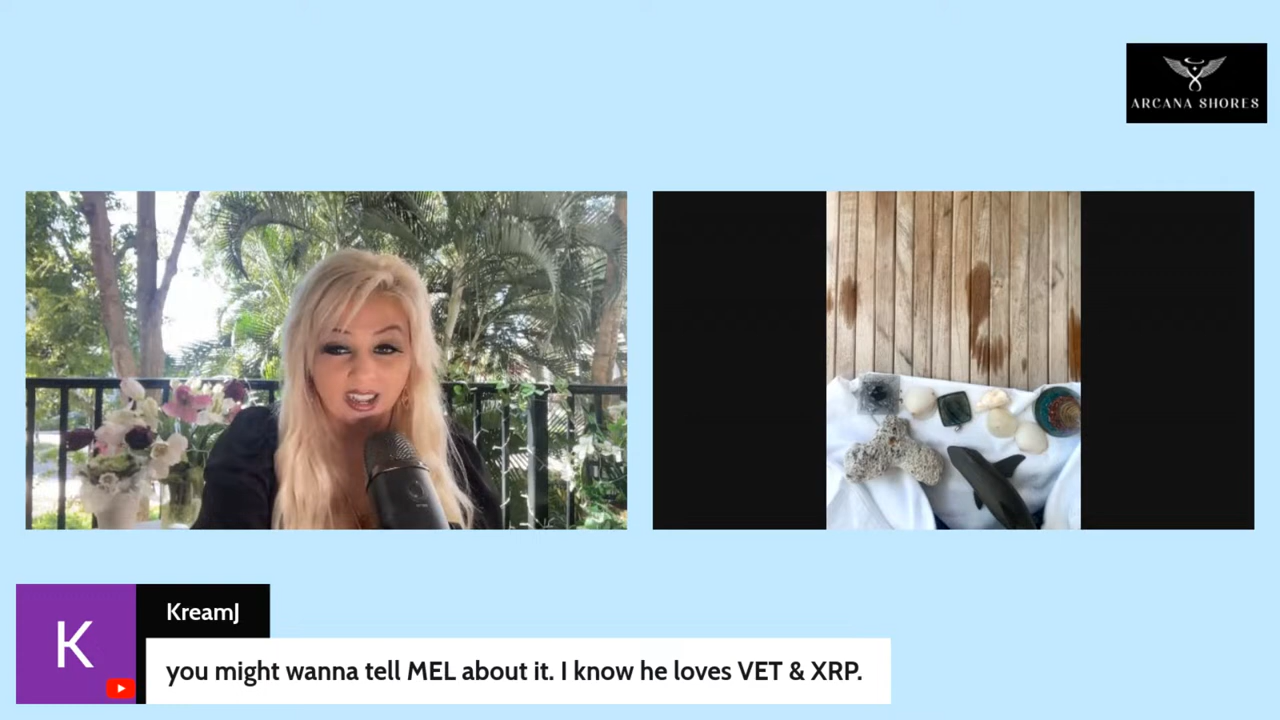 ARCANA SHORES
KreamJ
K
you might wanna tell MEL about it. I know he loves VET & XRP.